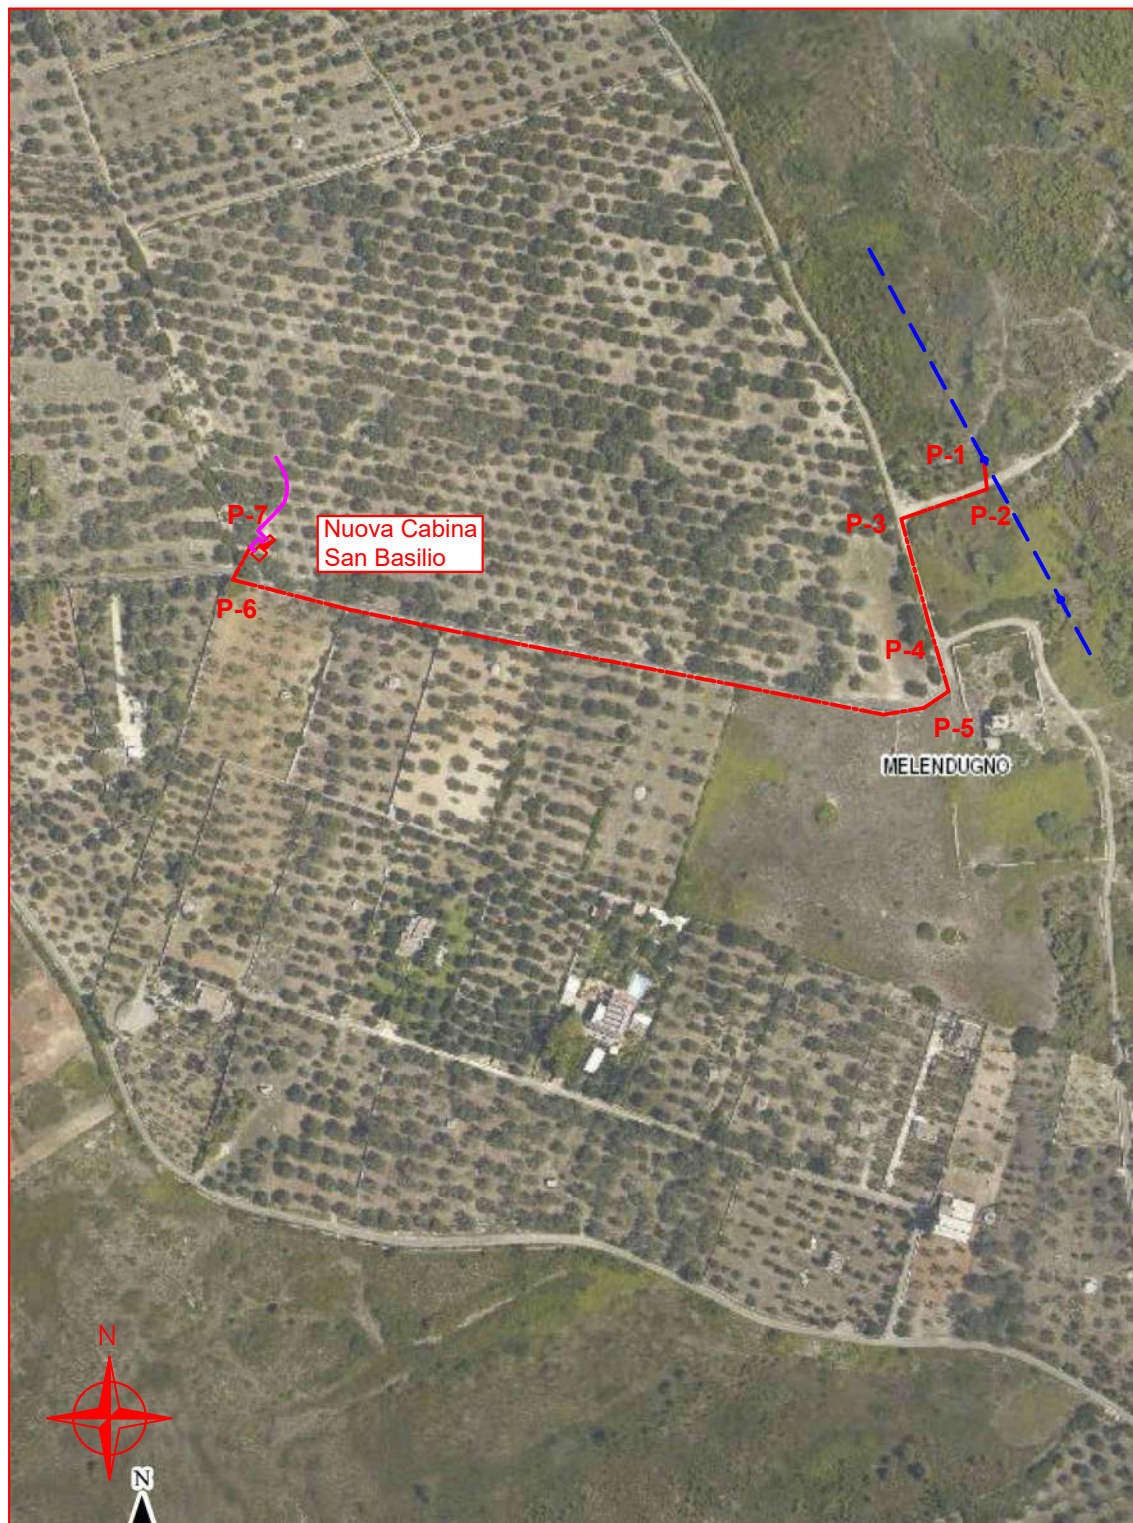 P-1
P-2
P-7
P-3
Nuova Cabina
San Basilio
P-6
P-4
P-5
MELENDUGNO
N
N